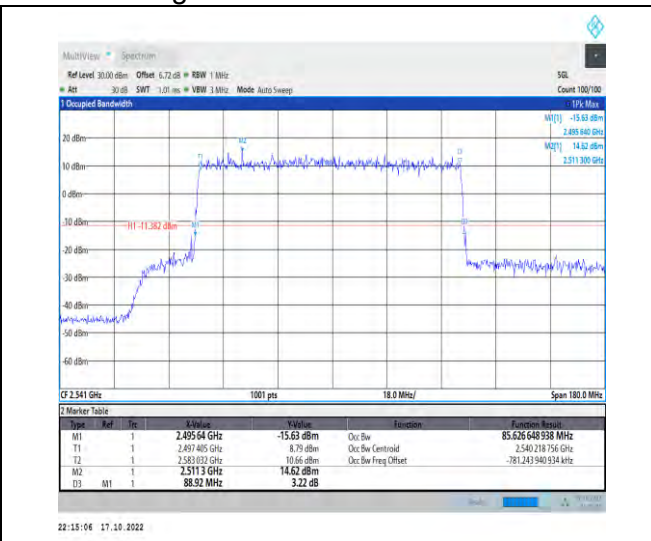 MultiView Spectrum
Ref Level 30.00 dBm Offset 6.72 dB RBW 1 MHz SGL
Att 30 dB SWT 1.01 ms VBW 3 MHz Mode Auto Sweep Count 100/100
1 Occupied Bandwidth 1Pk Max
M1[1] -15.63 dBm
2.495 640 GHz
M2[1] 14.62 dBm
2.511 300 GHz
20 dBm
M2
T1
10 dBm
0 dBm
-10 dBm
H1 -11.382 dBm M1
-20 dBm
-30 dBm
-40 dBm
-50 dBm
-60 dBm
CF 2.541 GHz 1001 pts 18.0 MHz/ Span 180.0 MHz
2 Marker Table
Type Ref Trc X-Value Y-Value Function Function Result
M1 1 2.495 64 GHz -15.63 dBm Occ Bw 85.626 648 938 MHz
T1 1 2.497 405 GHz 8.79 dBm Occ Bw Centroid 2.540 218 756 GHz
T2 1 2.583 032 GHz 10.66 dBm Occ Bw Freq Offset -781.243 940 934 kHz
M2 1 2.511 3 GHz 14.62 dBm
D3 M1 1 88.92 MHz 3.22 dB
22:15:06 17.10.2022